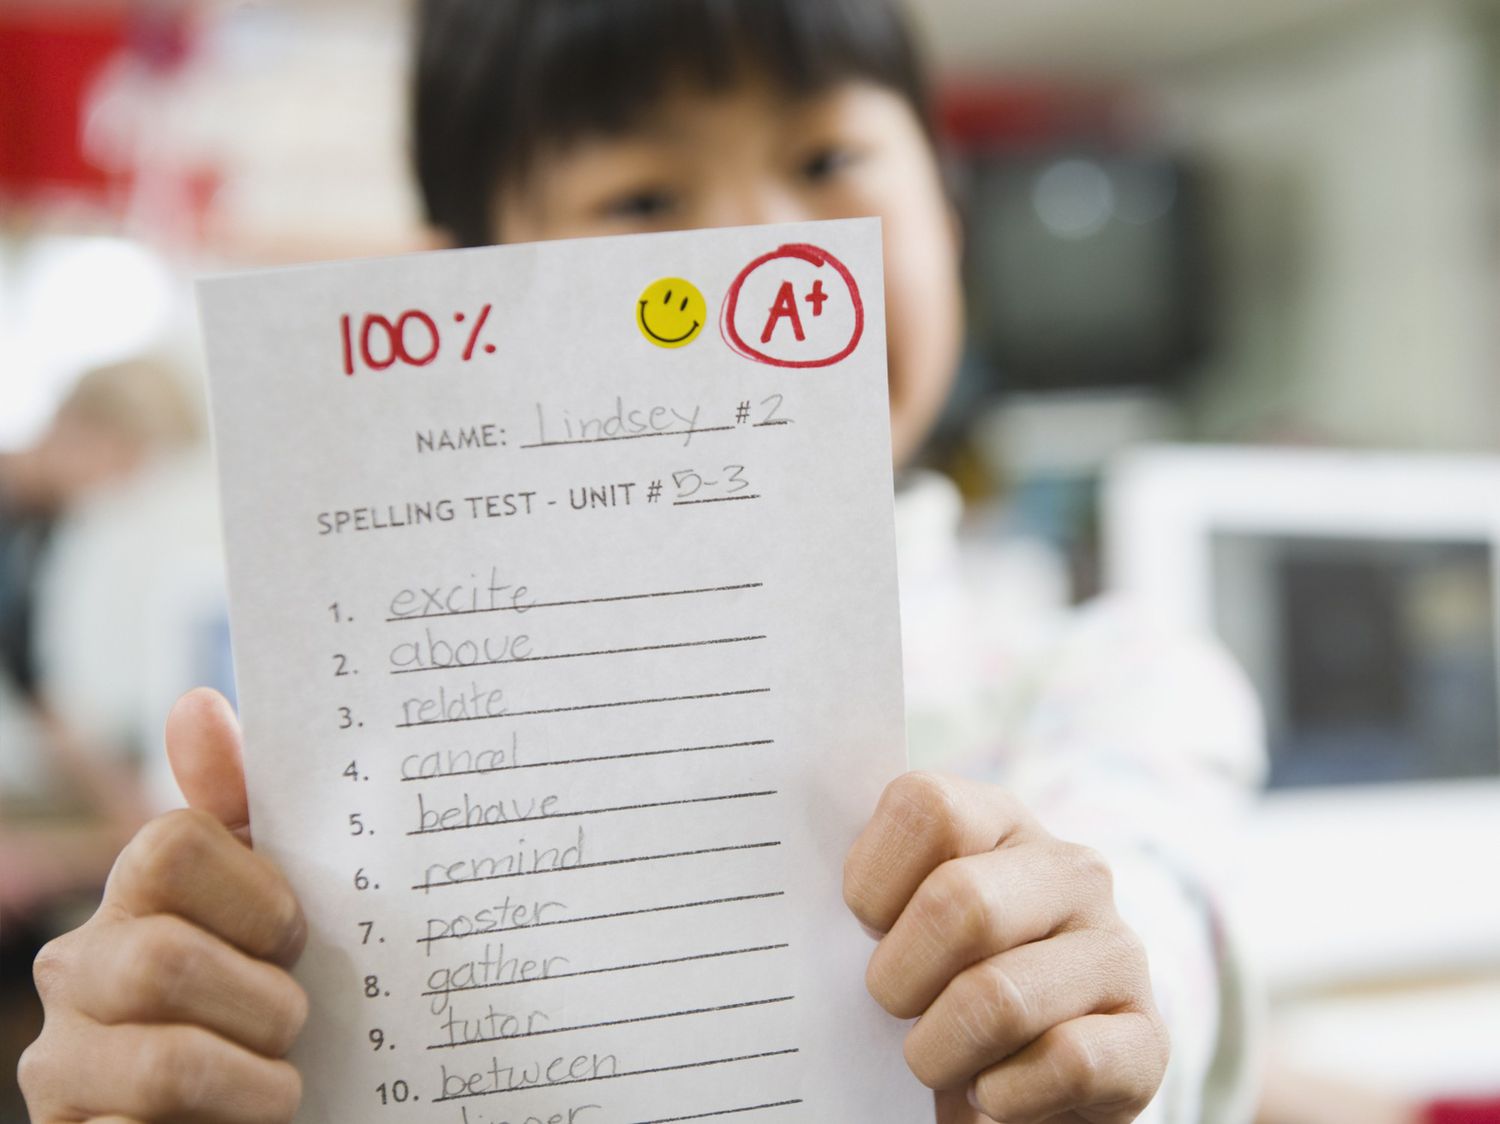 100% A+
NAME: Lindsey #2
SPELLING TEST - UNIT # 5-3
1. excite
2. above
3. relate
4. cancel
5. behave
6. remind
7. poster
8. gather
9. tutor
10. between